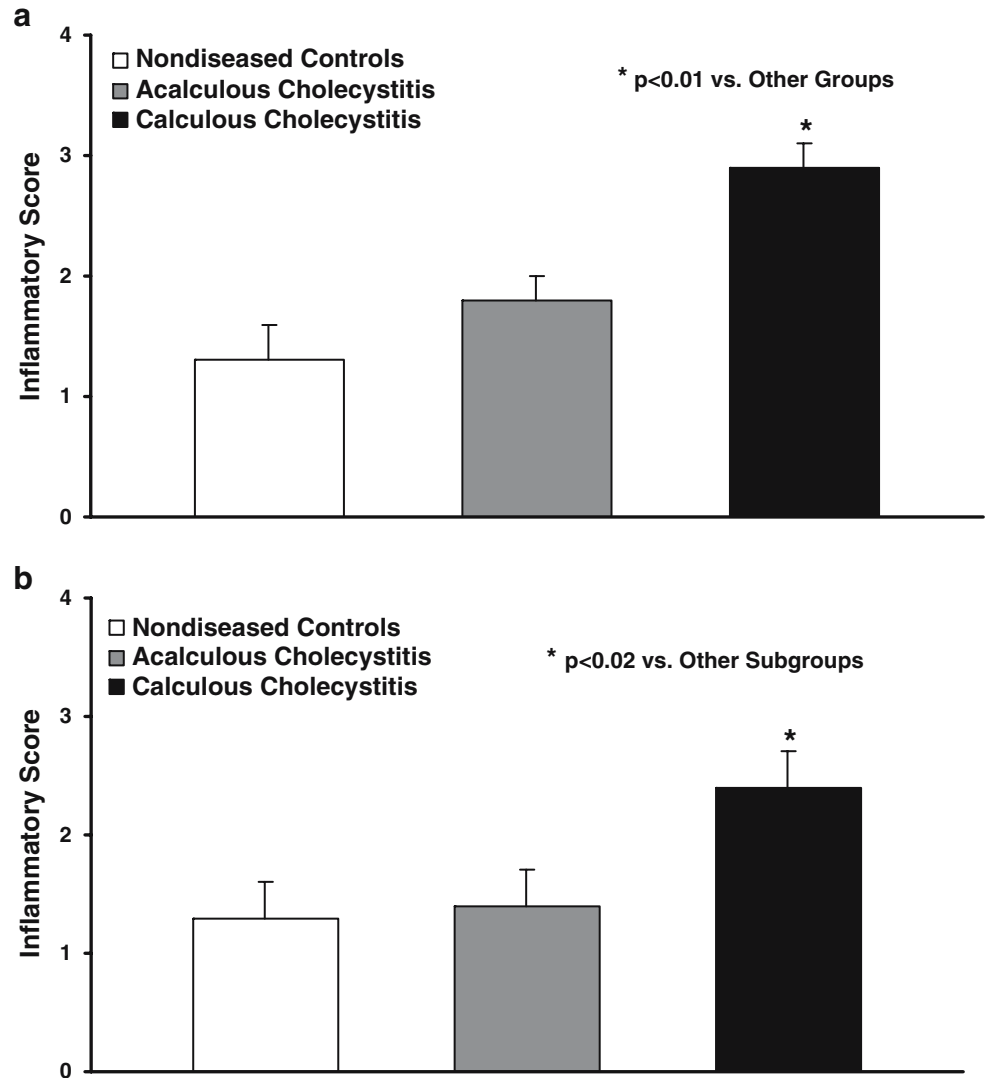 a
4
Nondiseased Controls
Acalculous Cholecystitis
Calculous Cholecystitis
* p<0.01 vs. Other Groups
*
3
2
1
0
Inflammatory Score
b
4
Nondiseased Controls
Acalculous Cholecystitis
Calculous Cholecystitis
* p<0.02 vs. Other Subgroups
*
3
2
1
0
Inflammatory Score